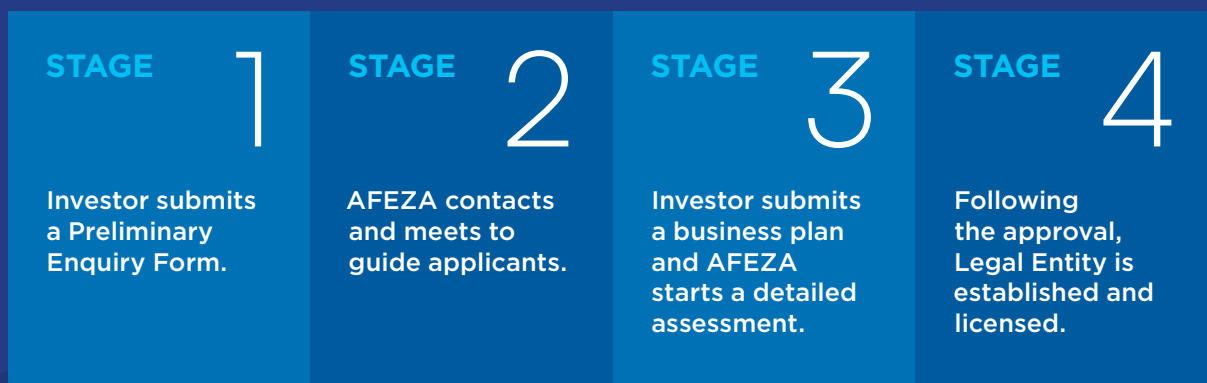 STAGE 1
Investor submits
a Preliminary
Enquiry Form.
STAGE 2
AFEZA contacts
and meets to
guide applicants.
STAGE 3
Investor submits
a business plan
and AFEZA
starts a detailed
assessment.
STAGE 4
Following
the approval,
Legal Entity is
established and
licensed.